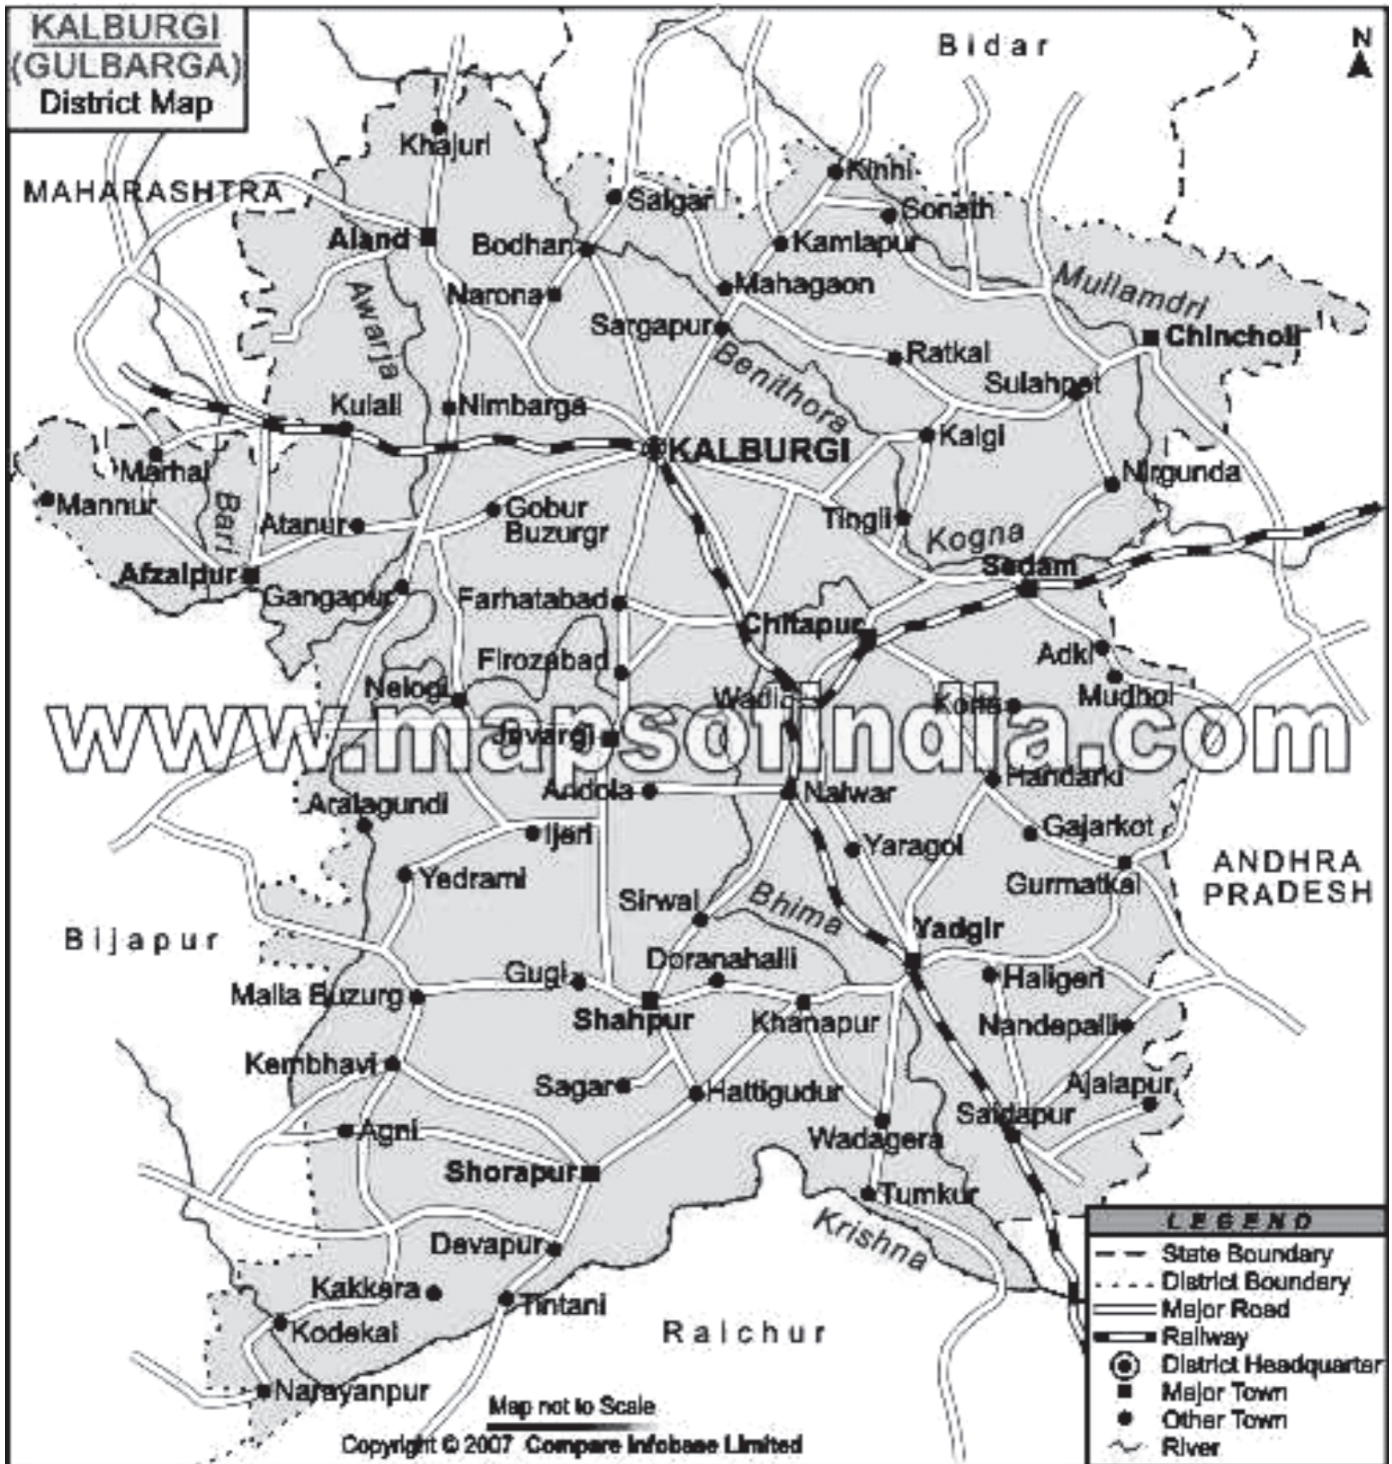 KALBURGI
(GULBARGA)
District Map
Bidar
N
Khajuri
Kinhi
MAHARASHTRA
Salgar
Sonath
Aland
Bodhan
Kamlapur
Mullamdri
Narona
Mahagaon
Awarja
Sargapur
Chincholi
Benithora
Ratkal
Sulahpet
Kulali
Nimbarga
KALBURGI
Kalgi
Marhal
Nirgunda
Mannur
Bari
Atanur
Gobur
Buzurgr
Tingli
Kogna
Sedam
Afzalpur
Gangapur
Farhatabad
Chitapur
Firozabad
Adki
Nelogi
Wadi
Kona
Mudhol
www.mapsofindia.com
Jevargi
Handarki
Aralagundi
Andola
Nalwar
Ijeri
Yaragol
Gajarkot
ANDHRA
PRADESH
Yedrami
Gurmatkal
Sirwal
Bhima
Yadgir
Bijapur
Gugi
Doranahalli
Haligeri
Malla Buzurg
Shahpur
Khanapur
Nandepalli
Kembhavi
Sagar
Hattigudur
Ajalapur
Saidapur
Agni
Wadagera
Shorapur
Tumkur
Krishna
Devapur
Kakkera
Tintani
Kodekal
Raichur
Narayanpur
LEGEND
State Boundary
District Boundary
Major Road
Railway
District Headquarter
Major Town
Other Town
River
Map not to Scale
Copyright © 2007 Compare Infobase Limited